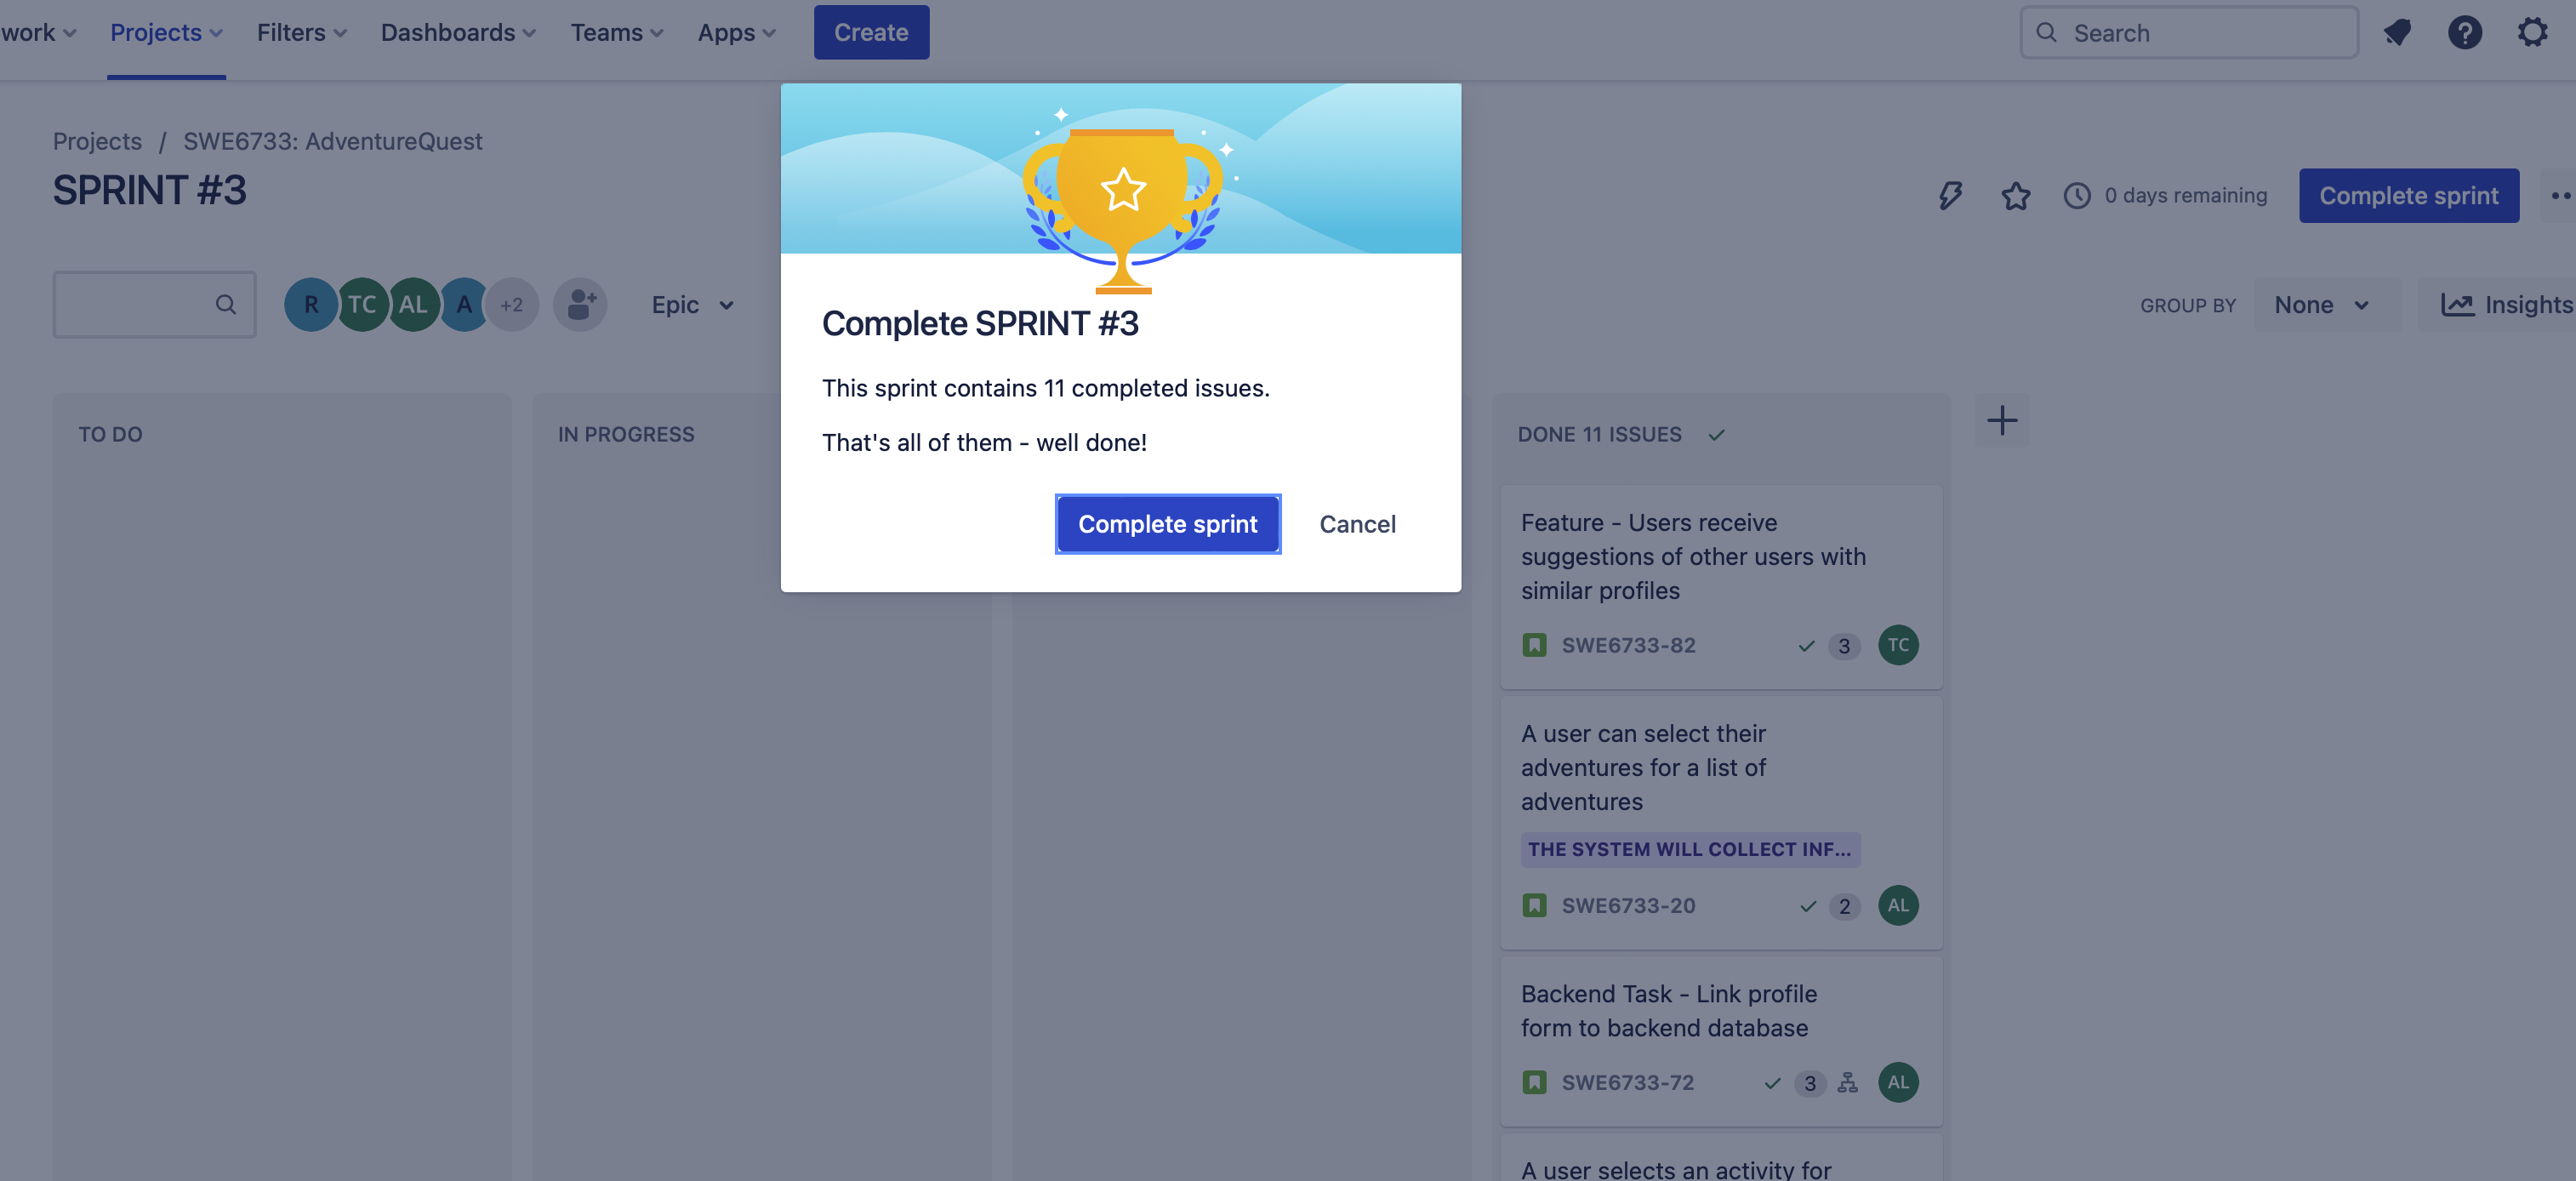 work
Projects
Filters
Dashboards
Teams
Apps
Create
Search
?
Projects / SWE6733: AdventureQuest
SPRINT #3
0 days remaining
Complete sprint
R
TC
AL
A
+2
Epic
GROUP BY
None
Insights
Complete SPRINT #3
This sprint contains 11 completed issues.
That's all of them - well done!
Complete sprint
Cancel
TO DO
IN PROGRESS
DONE 11 ISSUES
Feature - Users receive
suggestions of other users with
similar profiles
SWE6733-82
3
TC
A user can select their
adventures for a list of
adventures
THE SYSTEM WILL COLLECT INF...
SWE6733-20
2
AL
Backend Task - Link profile
form to backend database
SWE6733-72
3
AL
A user selects an activity for